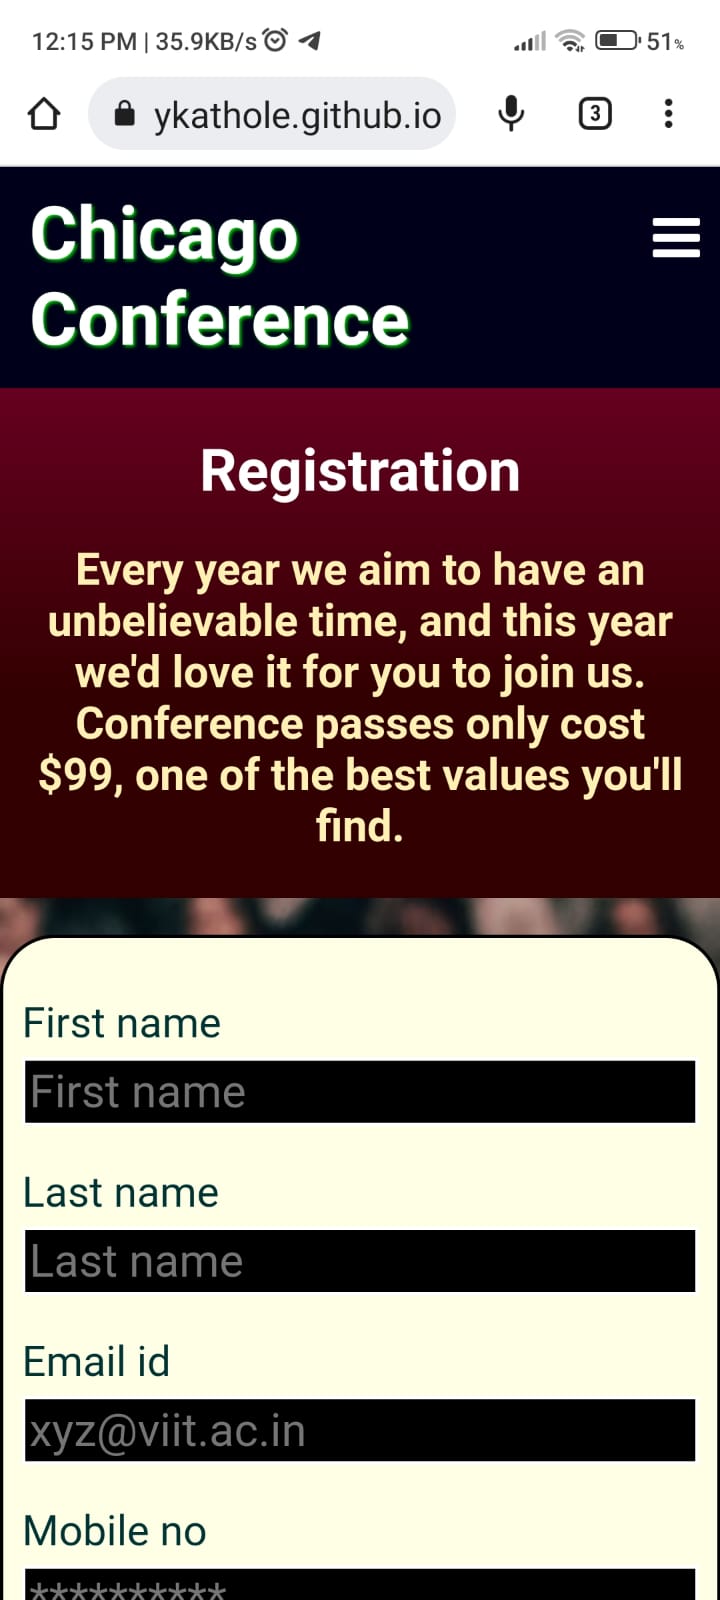 12:15 PM | 35.9KB/s 51%
ykathole.github.io 3
Chicago
Conference
Registration
Every year we aim to have an
unbelievable time, and this year
we'd love it for you to join us.
Conference passes only cost
$99, one of the best values you'll
find.
First name
First name
Last name
Last name
Email id
xyz@viit.ac.in
Mobile no
**********